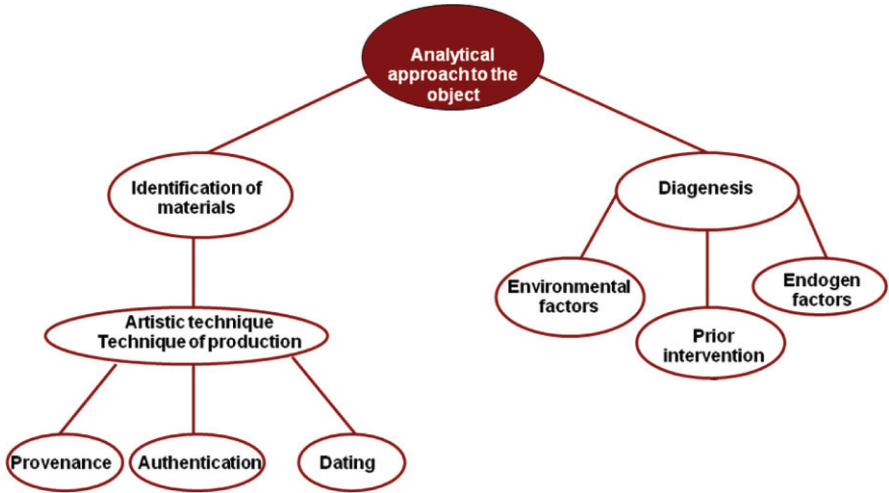 Analytical
approach to the
object
Identification of
materials
Diagenesis
Environmental
factors
Endogen
factors
Prior
intervention
Artistic technique
Technique of production
Provenance
Authentication
Dating